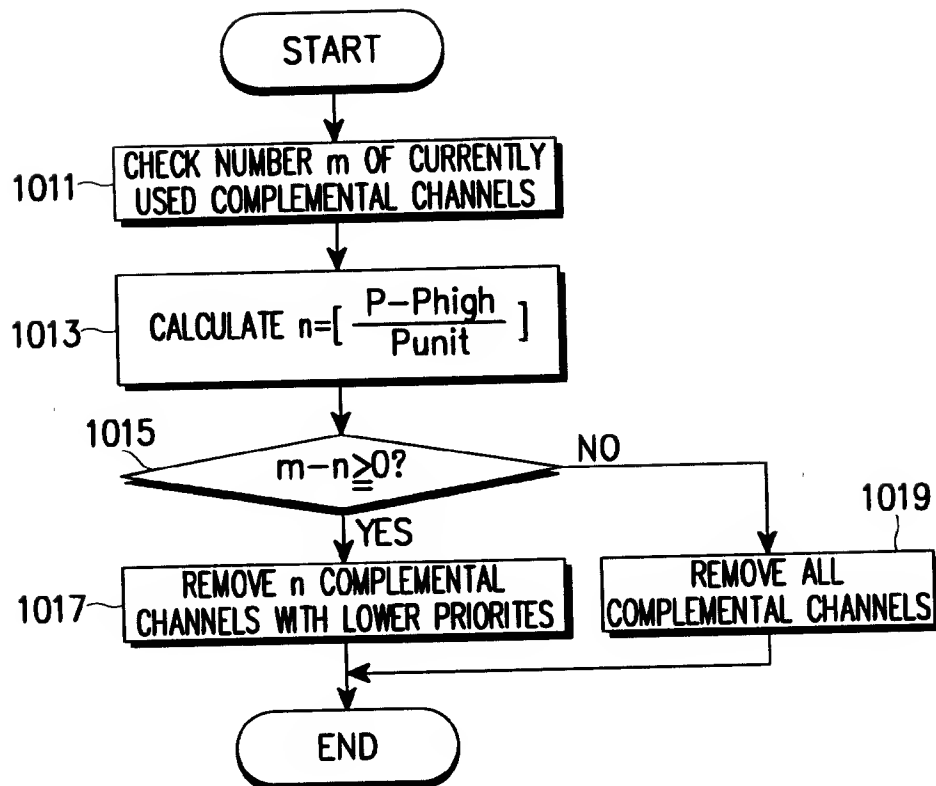 START
1011
CHECK NUMBER m OF CURRENTLY
USED COMPLEMENTAL CHANNELS
1013
CALCULATE n=[ P-Phigh / Punit ]
1015
m-n≧0?
NO
YES
1017
REMOVE n COMPLEMENTAL
CHANNELS WITH LOWER PRIORITES
1019
REMOVE ALL
COMPLEMENTAL CHANNELS
END